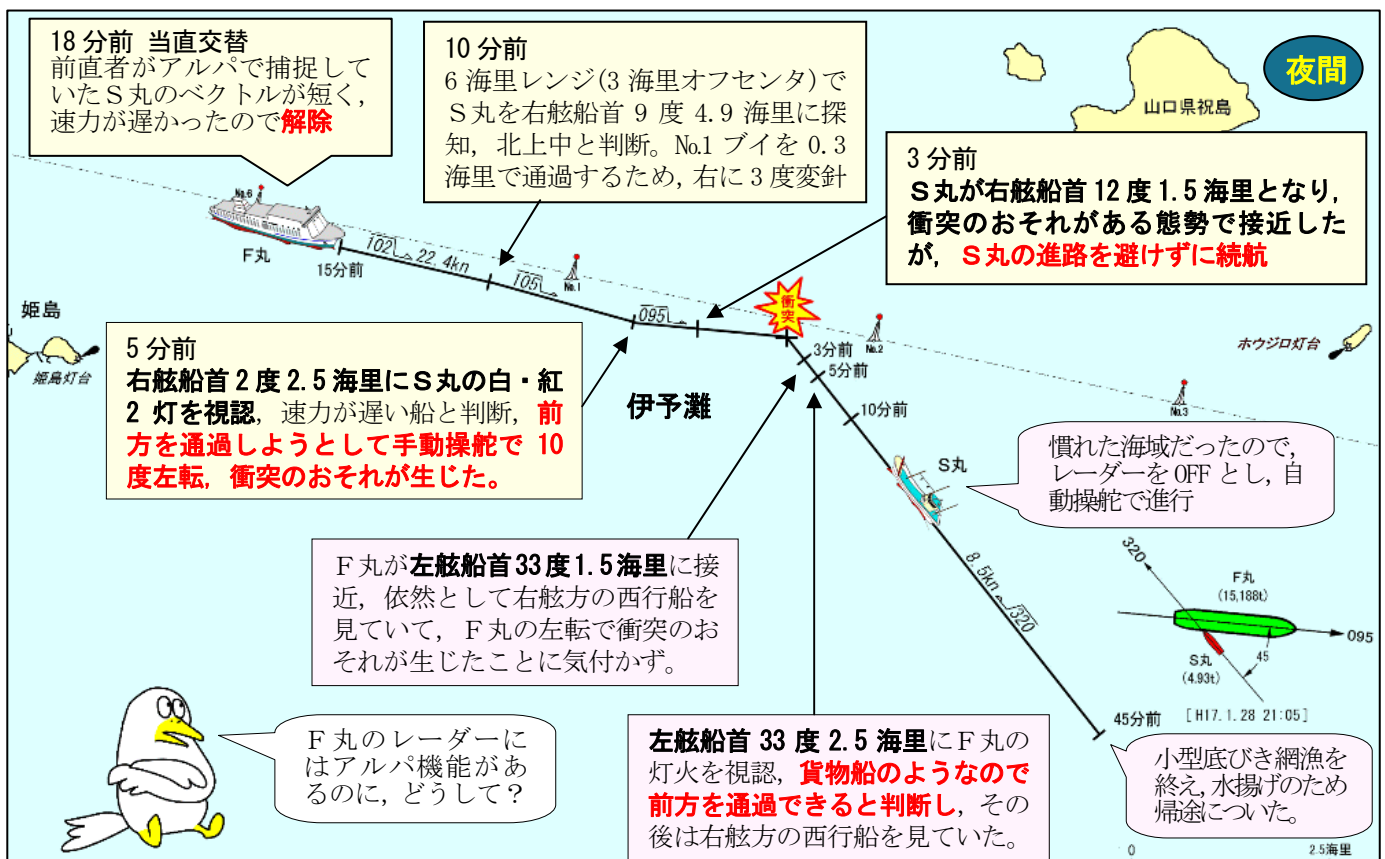 18 分前 当直交替
前直者がアルパで捕捉して
いたＳ丸のベクトルが短く，
速力が遅かったので解除
10 分前
6 海里レンジ(3 海里オフセンタ)で
Ｓ丸を右舷船首 9 度 4.9 海里に探
知，北上中と判断。№1 ブイを 0.3
海里で通過するため，右に 3 度変針
夜間
山口県祝島
3 分前
Ｓ丸が右舷船首 12 度 1.5 海里となり，
衝突のおそれがある態勢で接近した
が，Ｓ丸の進路を避けずに続航
No.6
F丸
15分前
102
22.4kn
105
No.1
095
衝突
No.2
3分前
5分前
10分前
ホウジロ灯台
No.3
姫島
姫島灯台
伊予灘
5 分前
右舷船首 2 度 2.5 海里にＳ丸の白・紅
2 灯を視認，速力が遅い船と判断，前
方を通過しようとして手動操舵で 10
度左転，衝突のおそれが生じた。
S丸
慣れた海域だったので，
レーダーを OFF とし，自
動操舵で進行
Ｆ丸が左舷船首 33 度 1.5 海里に接
近，依然として右舷方の西行船を
見ていて，Ｆ丸の左転で衝突のお
それが生じたことに気付かず。
8.5kn
320
320
F丸
(15,188t)
095
S丸
(4.93t)
45
45分前
[H17.1.28 21:05]
Ｆ丸のレーダーに
はアルパ機能があ
るのに，どうして？
左舷船首 33 度 2.5 海里にＦ丸の
灯火を視認，貨物船のようなので
前方を通過できると判断し，その
後は右舷方の西行船を見ていた。
小型底びき網漁を
終え，水揚げのため
帰途についた。
0
2.5海里